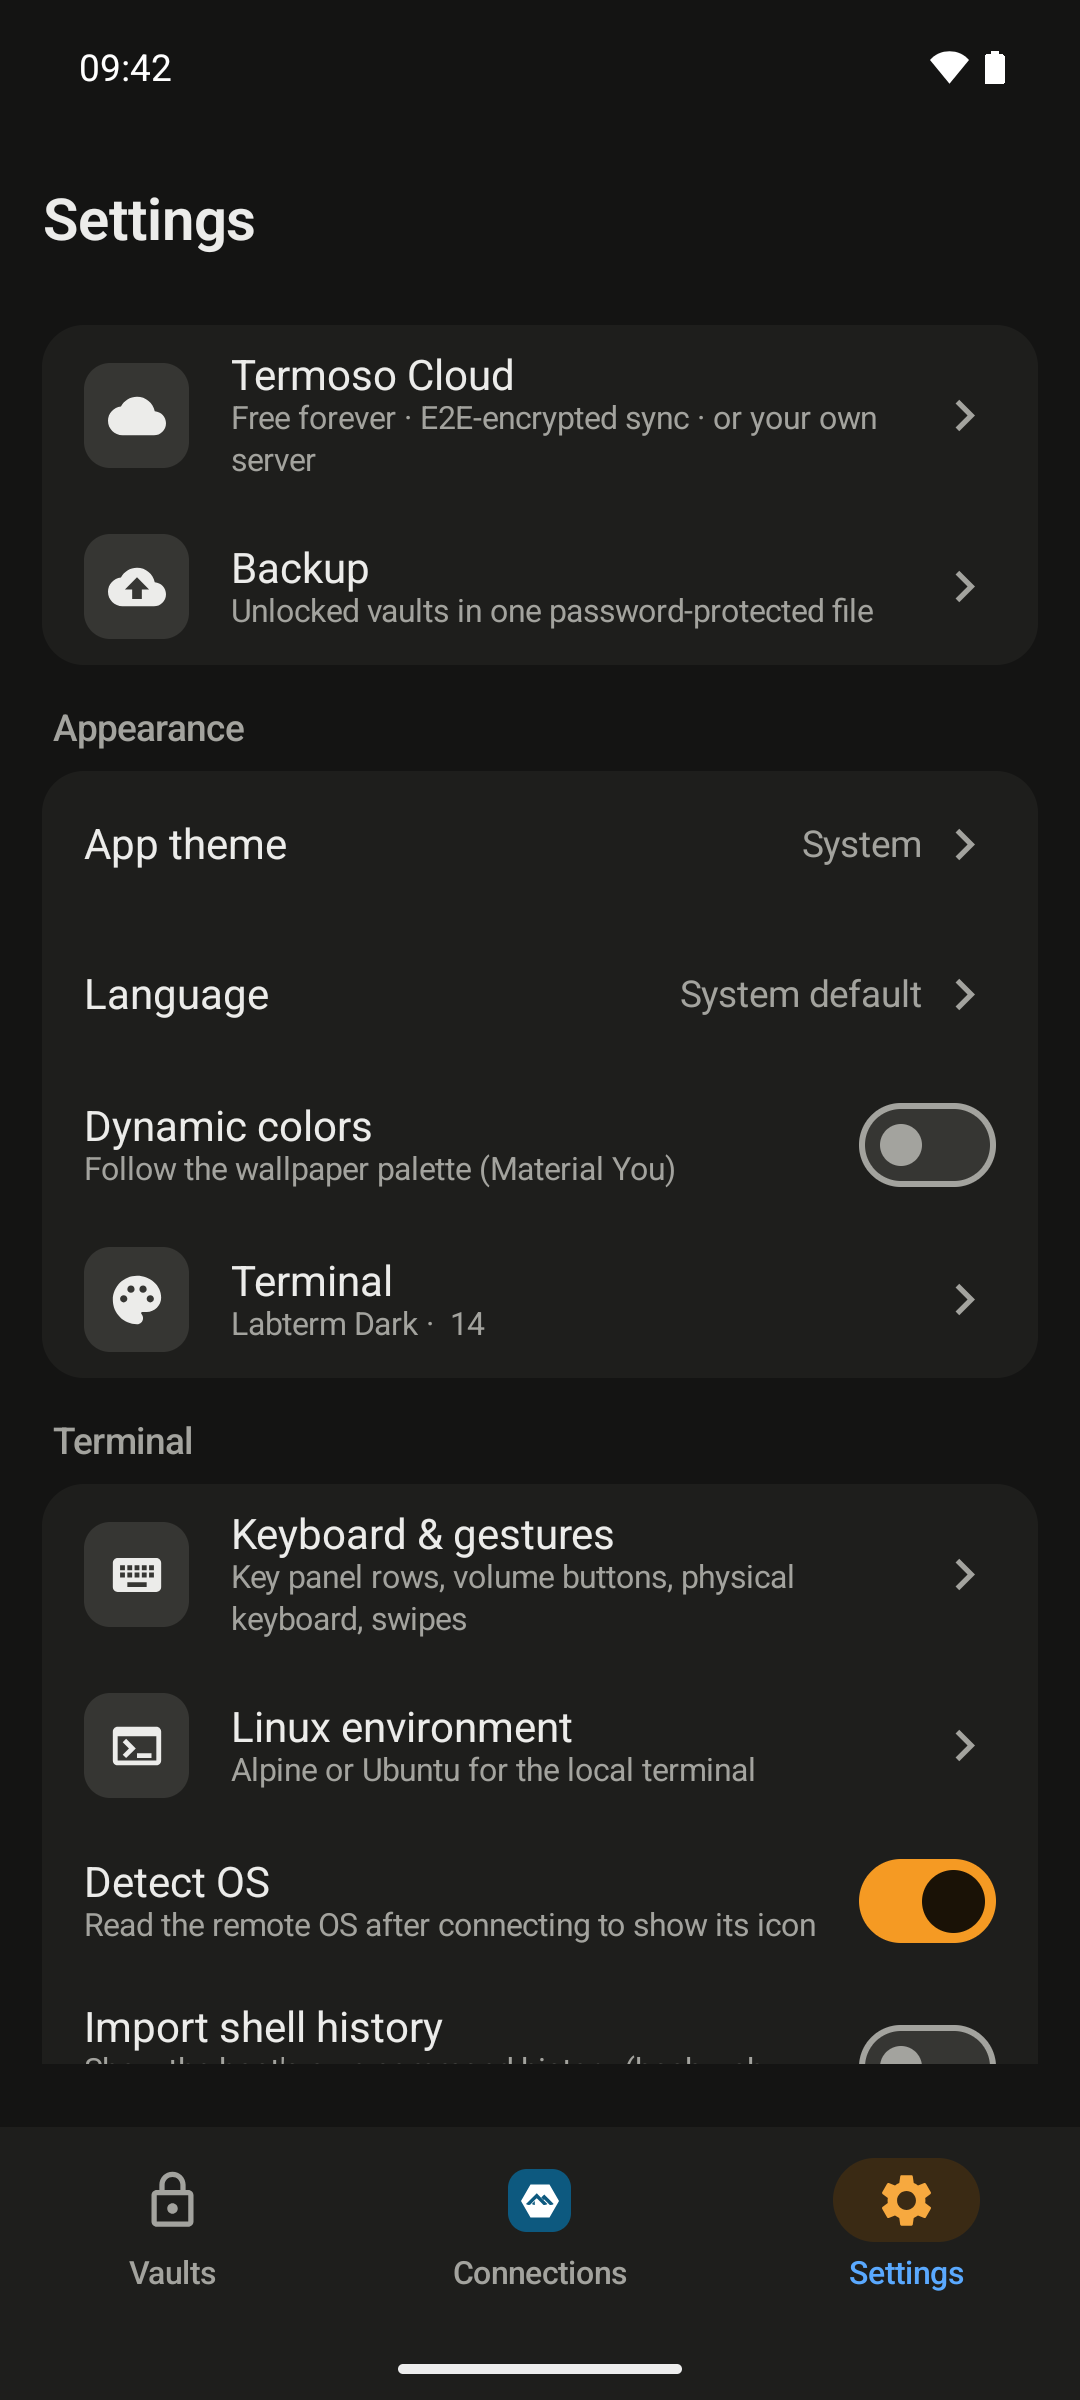 09:42
Settings
Termoso Cloud
Free forever · E2E-encrypted sync · or your own
server
Backup
Unlocked vaults in one password-protected file
Appearance
App theme
System
Language
System default
Dynamic colors
Follow the wallpaper palette (Material You)
Terminal
Labterm Dark · 14
Terminal
Keyboard & gestures
Key panel rows, volume buttons, physical
keyboard, swipes
Linux environment
Alpine or Ubuntu for the local terminal
Detect OS
Read the remote OS after connecting to show its icon
Import shell history
Vaults
Connections
Settings